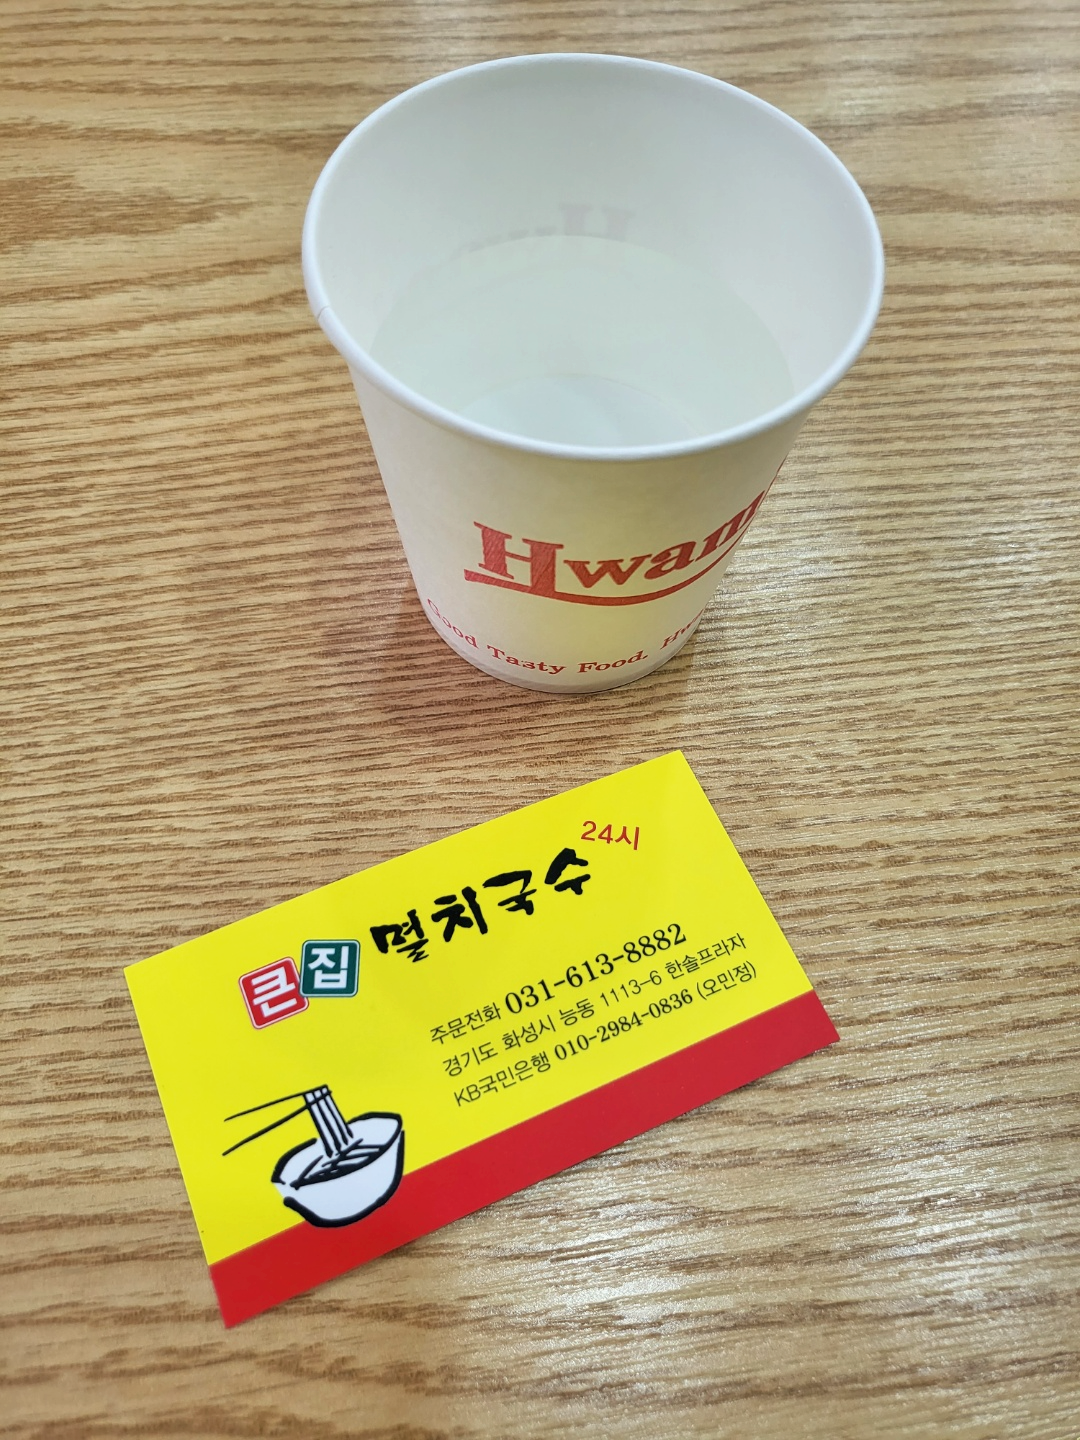 Hwam
Good Tasty Food.
24시
큰집 멸치국수
주문전화 031-613-8882
경기도 화성시 능동 1113-6 한솔프라자
KB국민은행 010-2984-0836 (오민정)